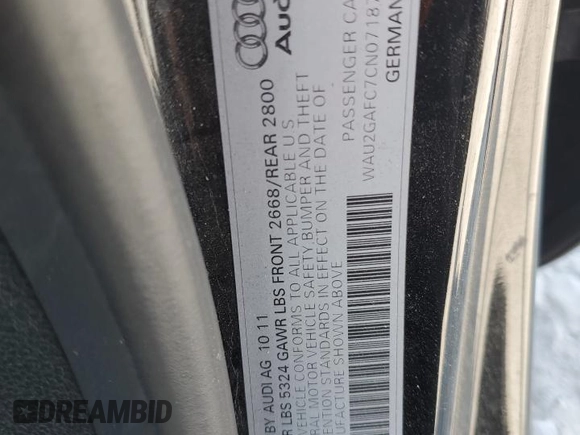 Audi
BY AUDI AG 10 11
R LBS 5324 GAWR LBS FRONT 2668/REAR 2800
VEHICLE CONFORMS TO ALL APPLICABLE U S
RAL MOTOR VEHICLE SAFETY BUMPER AND THEFT
ENTION STANDARDS IN EFFECT ON THE DATE OF
UFACTURE SHOWN ABOVE
PASSENGER CA
WAU2GAFC7CN07187
GERMAN
DREAMBID